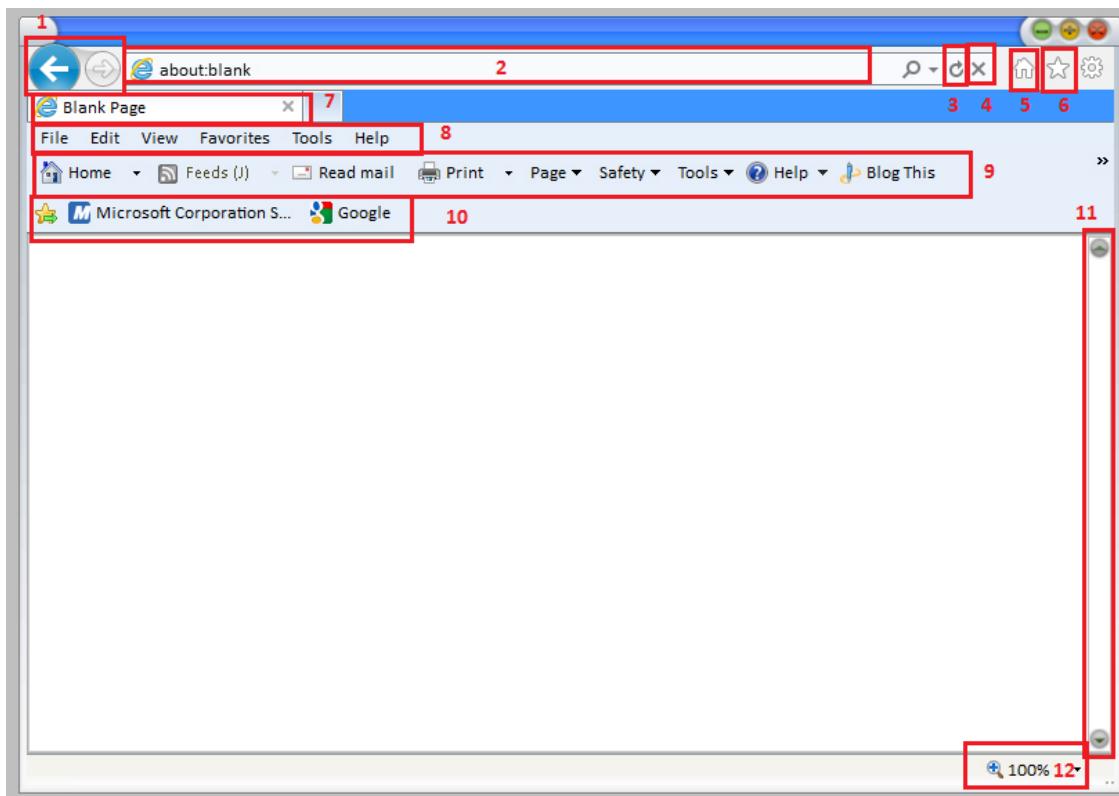 1
about:blank 2
Blank Page 7 3 4 5 6
File Edit View Favorites Tools Help 8
Home Feeds (J) Read mail Print Page Safety Tools Help Blog This 9 »
Microsoft Corporation S... Google 10 11
100% 12